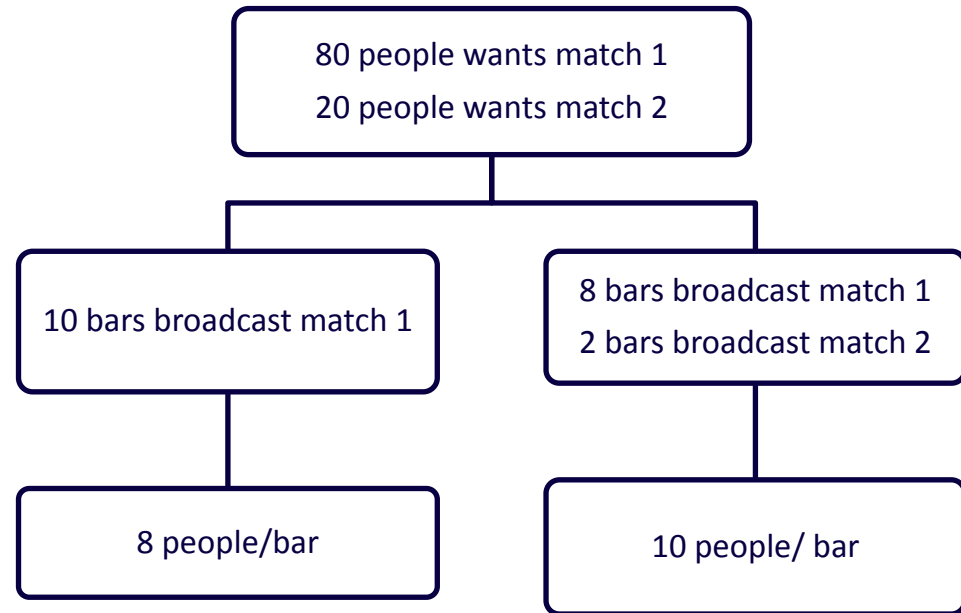 80 people wants match 1
20 people wants match 2
10 bars broadcast match 1
8 bars broadcast match 1
2 bars broadcast match 2
8 people/bar
10 people/ bar